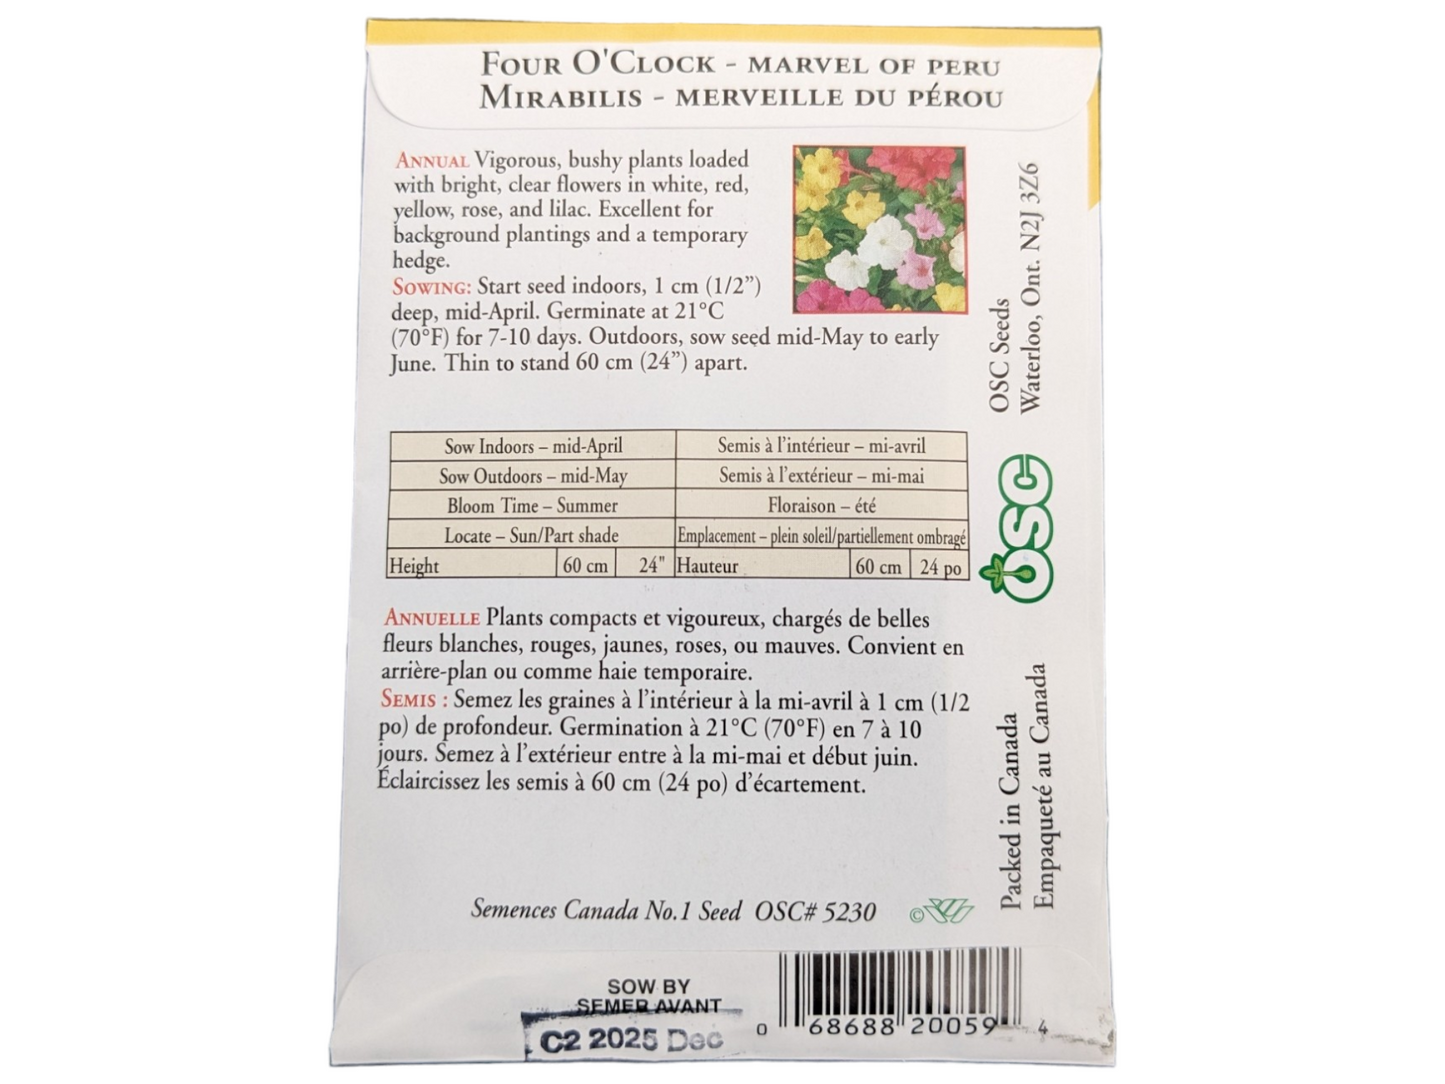 Four O'Clock - marvel of peru
Mirabilis - merveille du pérou
Annual Vigorous, bushy plants loaded
with bright, clear flowers in white, red,
yellow, rose, and lilac. Excellent for
background plantings and a temporary
hedge.
Sowing: Start seed indoors, 1 cm (1/2”)
deep, mid-April. Germinate at 21°C
(70°F) for 7-10 days. Outdoors, sow seed mid-May to early
June. Thin to stand 60 cm (24”) apart.
Sow Indoors – mid-April Semis à l'intérieur – mi-avril
Sow Outdoors – mid-May Semis à l'extérieur – mi-mai
Bloom Time – Summer Floraison – été
Locate – Sun/Part shade Emplacement – plein soleil/partiellement ombragé
Height 60 cm 24" Hauteur 60 cm 24 po
Annuelle Plants compacts et vigoureux, chargés de belles
fleurs blanches, rouges, jaunes, roses, ou mauves. Convient en
arrière-plan ou comme haie temporaire.
Semis : Semez les graines à l’intérieur à la mi-avril à 1 cm (1/2
po) de profondeur. Germination à 21°C (70°F) en 7 à 10
jours. Semez à l’extérieur entre à la mi-mai et début juin.
Éclaircissez les semis à 60 cm (24 po) d’écartement.
Semences Canada No.1 Seed OSC# 5230
©
OSC Seeds
Waterloo, Ont. N2J 3Z6
OSC
Packed in Canada
Empaqueté au Canada
SOW BY
SEMER AVANT
C2 2025 Dec
0 68688 20059 4